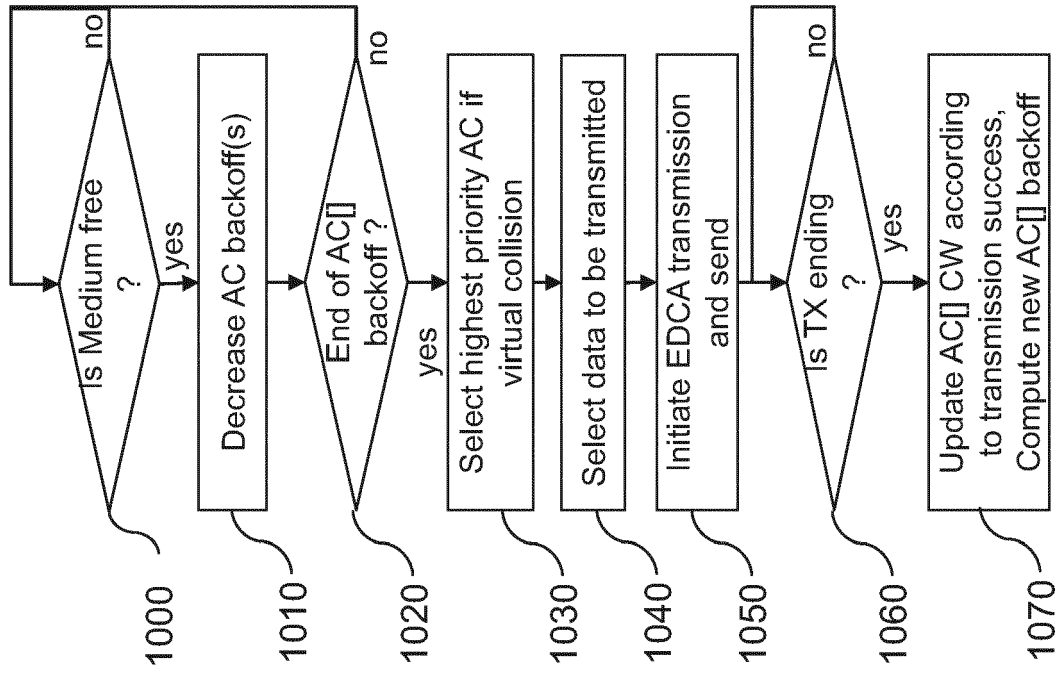 Is Medium free
?
no
yes
1000
Decrease AC backoff(s)
1010
End of AC[]
backoff ?
no
yes
1020
Select highest priority AC if
virtual collision
1030
Select data to be transmitted
1040
Initiate EDCA transmission
and send
1050
Is TX ending
?
no
yes
1060
Update AC[] CW according
to transmission success,
Compute new AC[] backoff
1070